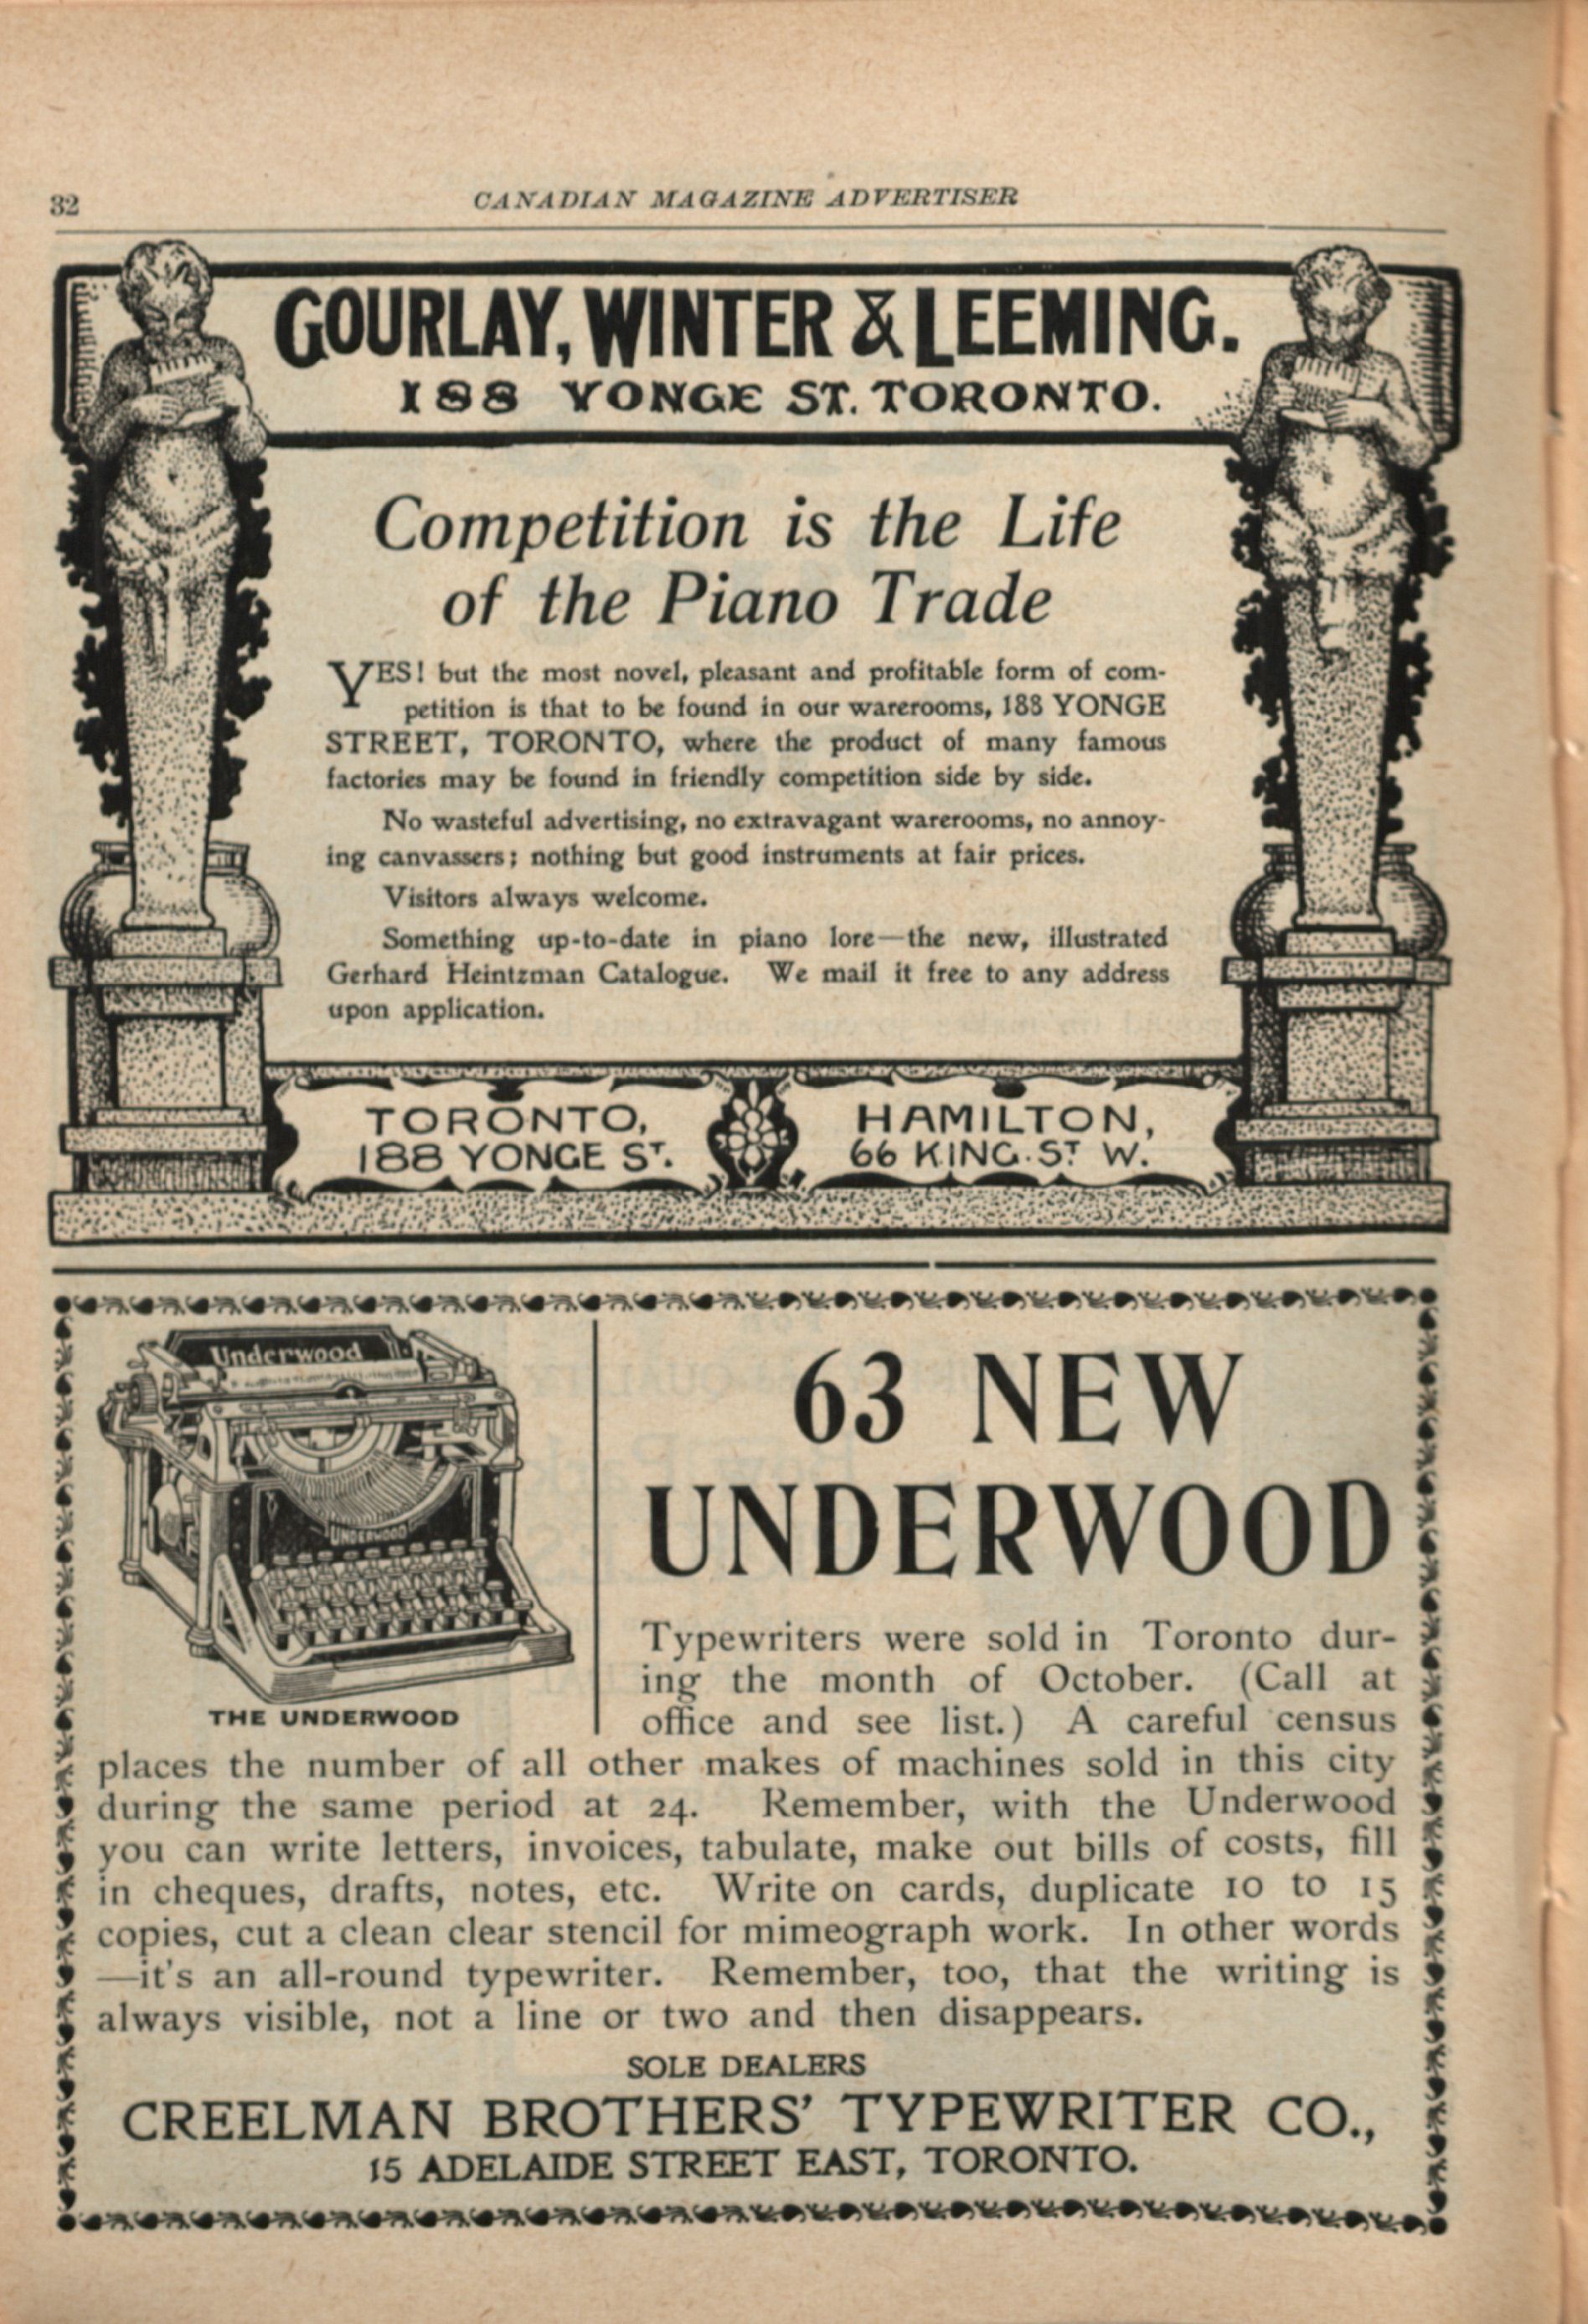 32
CANADIAN MAGAZINE ADVERTISER
GOURLAY, WINTER & LEEMING.
188 YONGE ST. TORONTO.
Competition is the Life
of the Piano Trade
YES! but the most novel, pleasant and profitable form of com-
petition is that to be found in our warerooms, 188 YONGE
STREET, TORONTO, where the product of many famous
factories may be found in friendly competition side by side.
No wasteful advertising, no extravagant warerooms, no annoy-
ing canvassers; nothing but good instruments at fair prices.
Visitors always welcome.
Something up-to-date in piano lore—the new, illustrated
Gerhard Heintzman Catalogue. We mail it free to any address
upon application.
TORONTO,
188 YONGE ST.
HAMILTON,
66 KING. ST W.
Underwood
UNDERWOOD
THE UNDERWOOD
63 NEW
UNDERWOOD
Typewriters were sold in Toronto dur-
ing the month of October. (Call at
office and see list.) A careful census
places the number of all other makes of machines sold in this city
during the same period at 24. Remember, with the Underwood
you can write letters, invoices, tabulate, make out bills of costs, fill
in cheques, drafts, notes, etc. Write on cards, duplicate 10 to 15
copies, cut a clean clear stencil for mimeograph work. In other words
—it's an all-round typewriter. Remember, too, that the writing is
always visible, not a line or two and then disappears.
SOLE DEALERS
CREELMAN BROTHERS' TYPEWRITER CO.,
15 ADELAIDE STREET EAST, TORONTO.